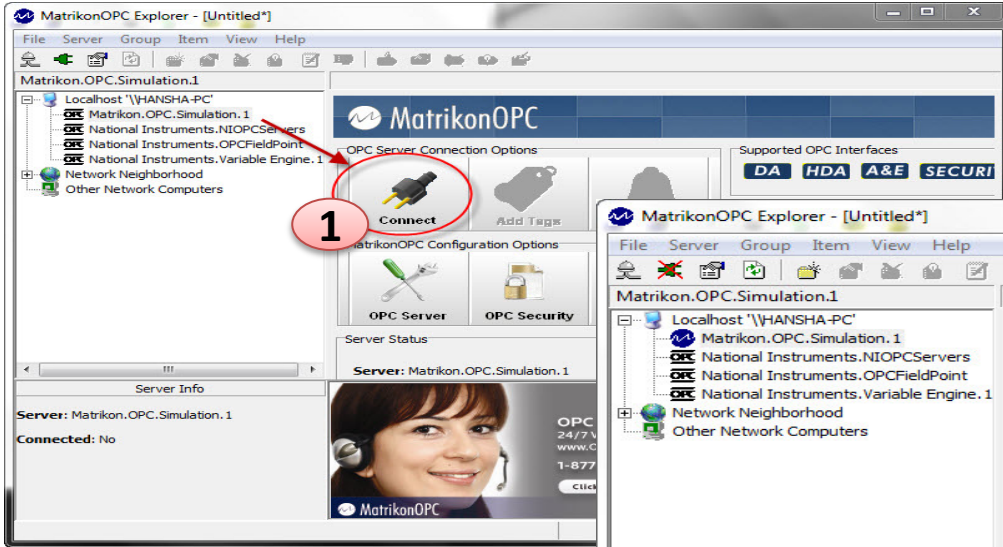 MatrikonOPC Explorer - [Untitled*]
File Server Group Item View Help
Matrikon.OPC.Simulation.1
Localhost '\\HANSHA-PC'
Matrikon.OPC.Simulation.1
National Instruments.NIOPCServers
National Instruments.OPCFieldPoint
National Instruments.Variable Engine.1
Network Neighborhood
Other Network Computers
MatrikonOPC
OPC Server Connection Options
Supported OPC Interfaces
DA HDA A&E SECURI
Connect
Add Tags
1
MatrikonOPC Configuration Options
OPC Server
OPC Security
Server Status
Server: Matrikon.OPC.Simulation.1
Server Info
Server: Matrikon.OPC.Simulation.1
Connected: No
OPC
24/7
www.
1-877
Click
MatrikonOPC
MatrikonOPC Explorer - [Untitled*]
File Server Group Item View Help
Matrikon.OPC.Simulation.1
Localhost '\\HANSHA-PC'
Matrikon.OPC.Simulation.1
National Instruments.NIOPCServers
National Instruments.OPCFieldPoint
National Instruments.Variable Engine.1
Network Neighborhood
Other Network Computers